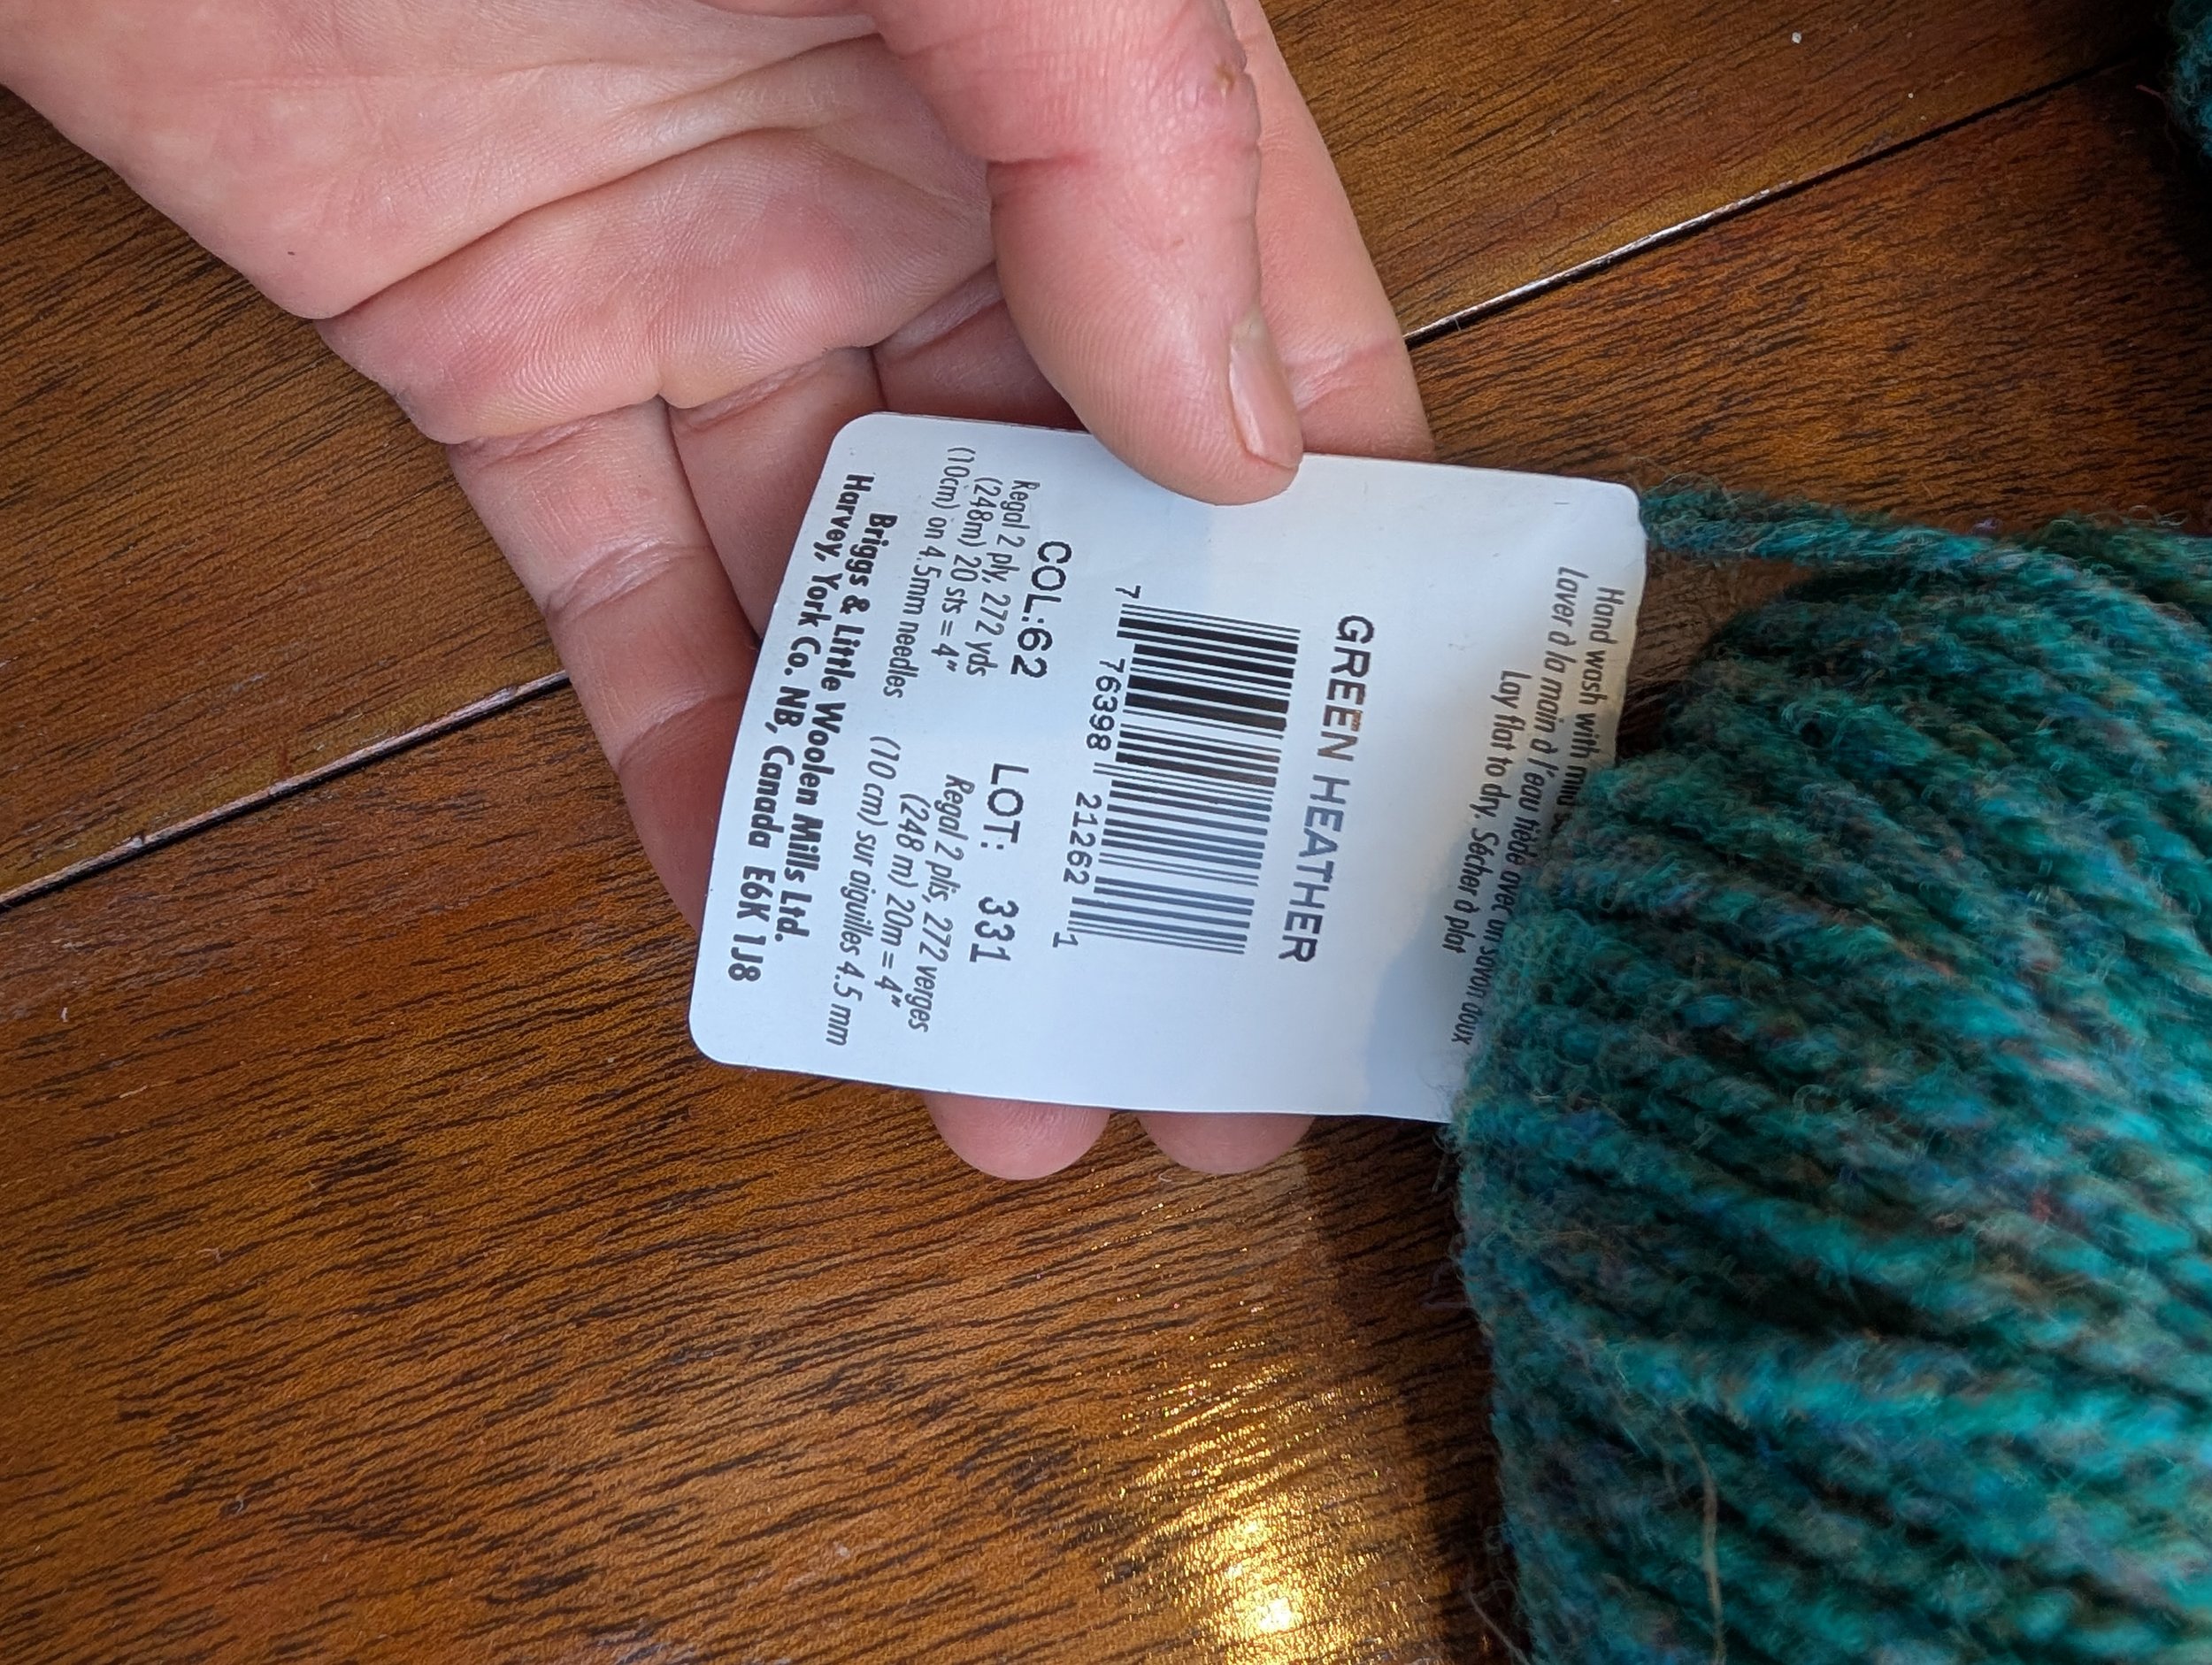 Hand wash with mild
Laver à la main à l'eau tiède avec un savon doux
Lay flat to dry. Sécher à plat
GREEN HEATHER
7 76398 21262 1
COL:62 LOT: 331
Regal 2 ply, 272 yds
(248m) 20 sts = 4"
(10cm) on 4.5mm needles
Regal 2 plis, 272 verges
(248 m) 20m = 4"
(10 cm) sur aiguilles 4.5 mm
Briggs & Little Woolen Mills Ltd.
Harvey, York Co. NB, Canada E6K 1J8